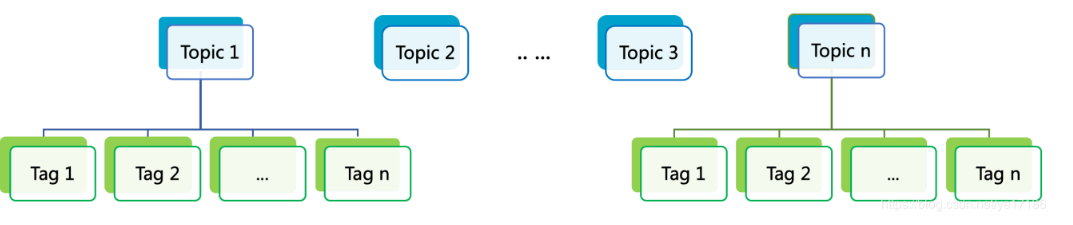 Topic 1
Topic 2
.. ...
Topic 3
Topic n
Tag 1
Tag 2
...
Tag n
Tag 1
Tag 2
...
Tag n